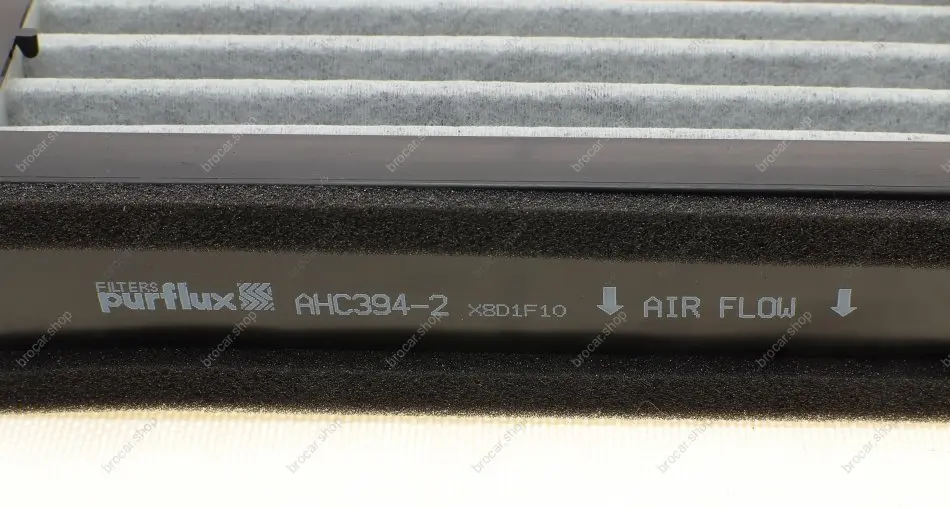 FILTERS
purflux AHC394-2 X8D1F10 ↓ AIR FLOW ↓
brocar.shop